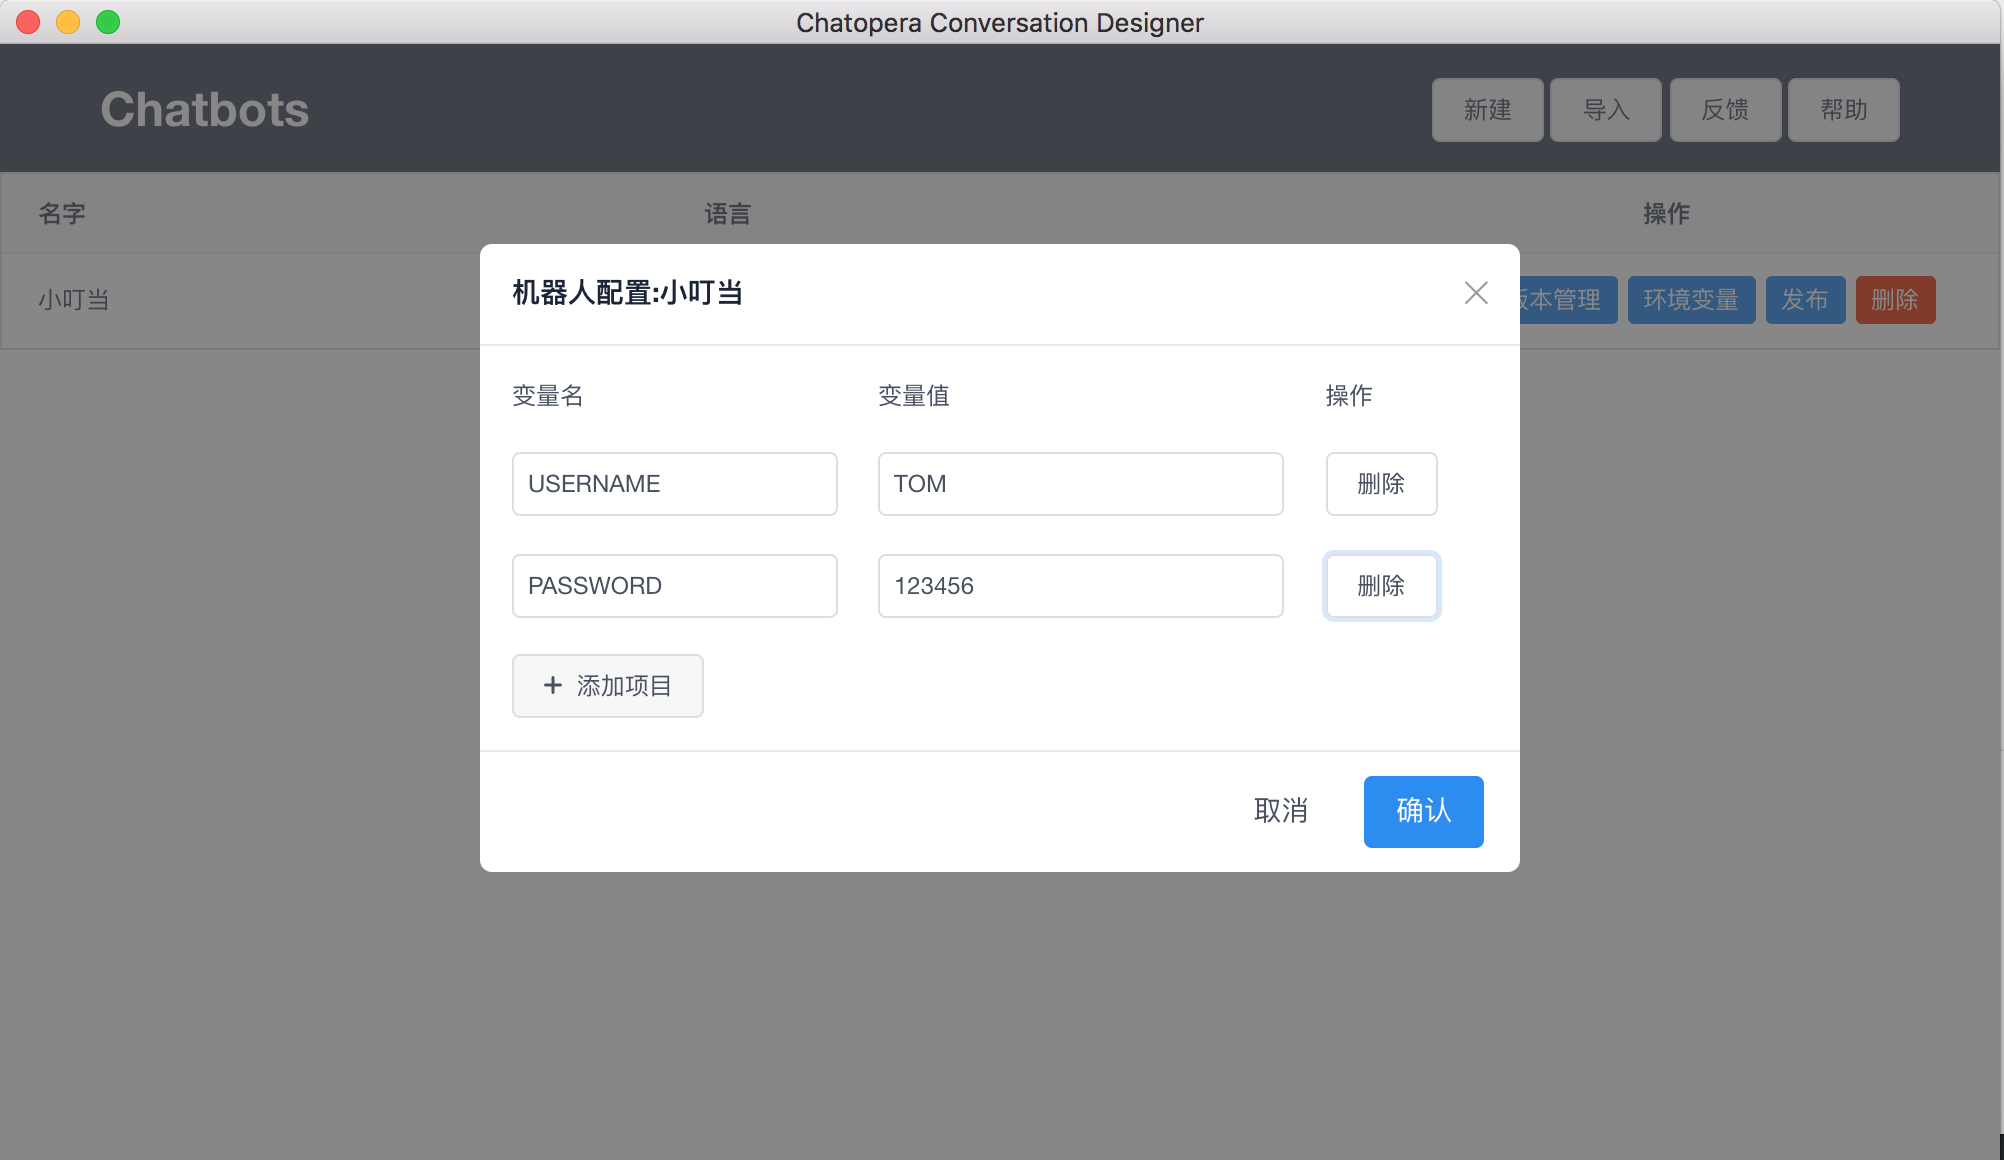 Chatopera Conversation Designer
Chatbots 新建 导入 反馈 帮助
名字 语言 操作
小叮当 本管理 环境变量 发布 删除
机器人配置:小叮当
变量名 变量值 操作
USERNAME TOM 删除
PASSWORD 123456 删除
+ 添加项目
取消 确认